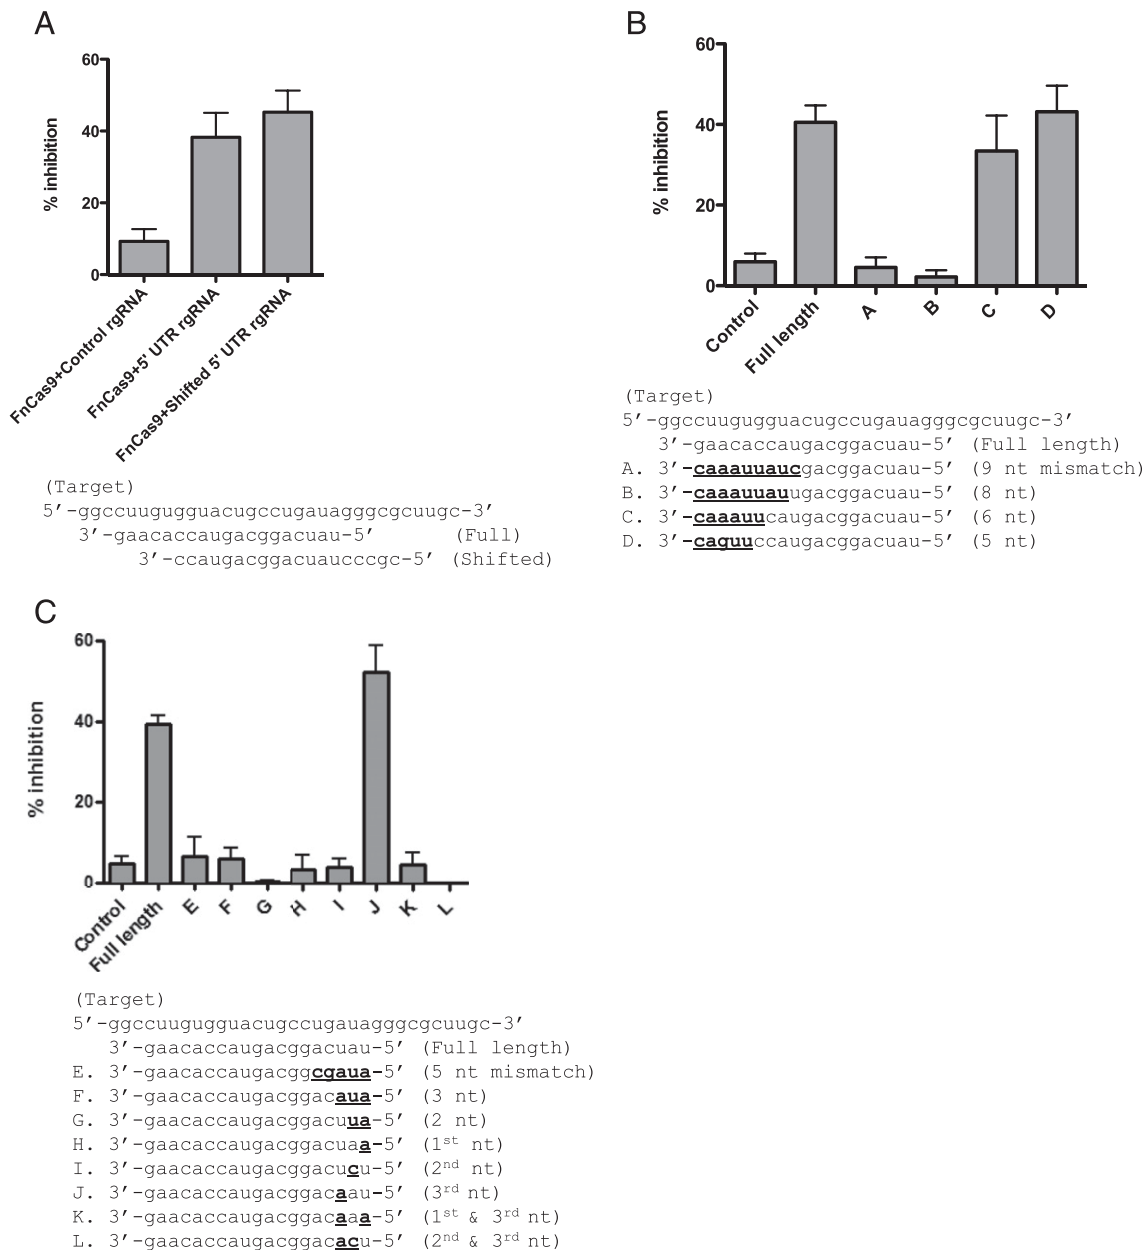 A
% inhibition
60
40
20
0
FnCas9+Control rgRNA
FnCas9+5' UTR rgRNA
FnCas9+Shifted 5' UTR rgRNA
(Target)
5′-ggccuugugguacugccugauagggcgcuugc-3′
3′-gaacaccaugacggacuau-5′ (Full)
3′-ccaugacggacuaucccgc-5′ (Shifted)
B
% inhibition
60
40
20
0
Control
Full length
A
B
C
D
(Target)
5′-ggccuugugguacugccugauagggcgcuugc-3′
3′-gaacaccaugacggacuau-5′ (Full length)
A. 3′-caaauuaucgacggacuau-5′ (9 nt mismatch)
B. 3′-caaauuauugacggacuau-5′ (8 nt)
C. 3′-caaauucaugacggacuau-5′ (6 nt)
D. 3′-caguuccaugacggacuau-5′ (5 nt)
C
% inhibition
60
40
20
0
Control
Full length
E
F
G
H
I
J
K
L
(Target)
5′-ggccuugugguacugccugauagggcgcuugc-3′
3′-gaacaccaugacggacuau-5′ (Full length)
E. 3′-gaacaccaugacggcgaua-5′ (5 nt mismatch)
F. 3′-gaacaccaugacggacaua-5′ (3 nt)
G. 3′-gaacaccaugacggacuua-5′ (2 nt)
H. 3′-gaacaccaugacggacuaa-5′ (1st nt)
I. 3′-gaacaccaugacggacucu-5′ (2nd nt)
J. 3′-gaacaccaugacggacaau-5′ (3rd nt)
K. 3′-gaacaccaugacggacaaa-5′ (1st & 3rd nt)
L. 3′-gaacaccaugacggacacu-5′ (2nd & 3rd nt)